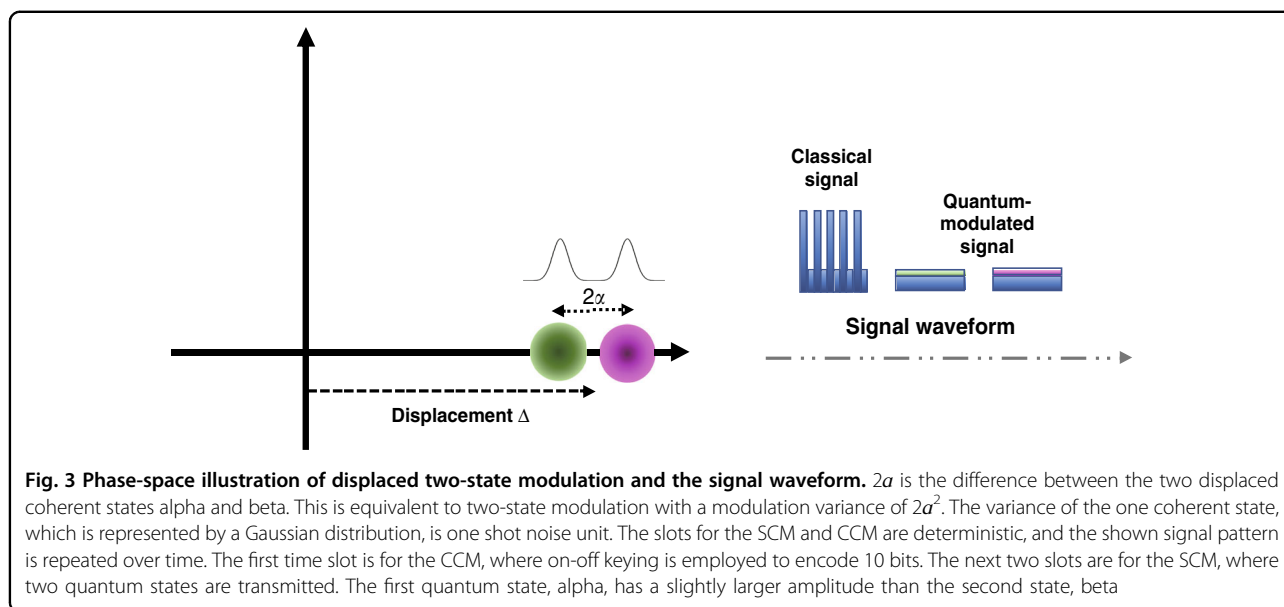 Classical
signal
Quantum-
modulated
signal
2α
Signal waveform
Displacement Δ
Fig. 3 Phase-space illustration of displaced two-state modulation and the signal waveform. 2a is the difference between the two displaced
coherent states alpha and beta. This is equivalent to two-state modulation with a modulation variance of 2a². The variance of the one coherent state,
which is represented by a Gaussian distribution, is one shot noise unit. The slots for the SCM and CCM are deterministic, and the shown signal pattern
is repeated over time. The first time slot is for the CCM, where on-off keying is employed to encode 10 bits. The next two slots are for the SCM, where
two quantum states are transmitted. The first quantum state, alpha, has a slightly larger amplitude than the second state, beta